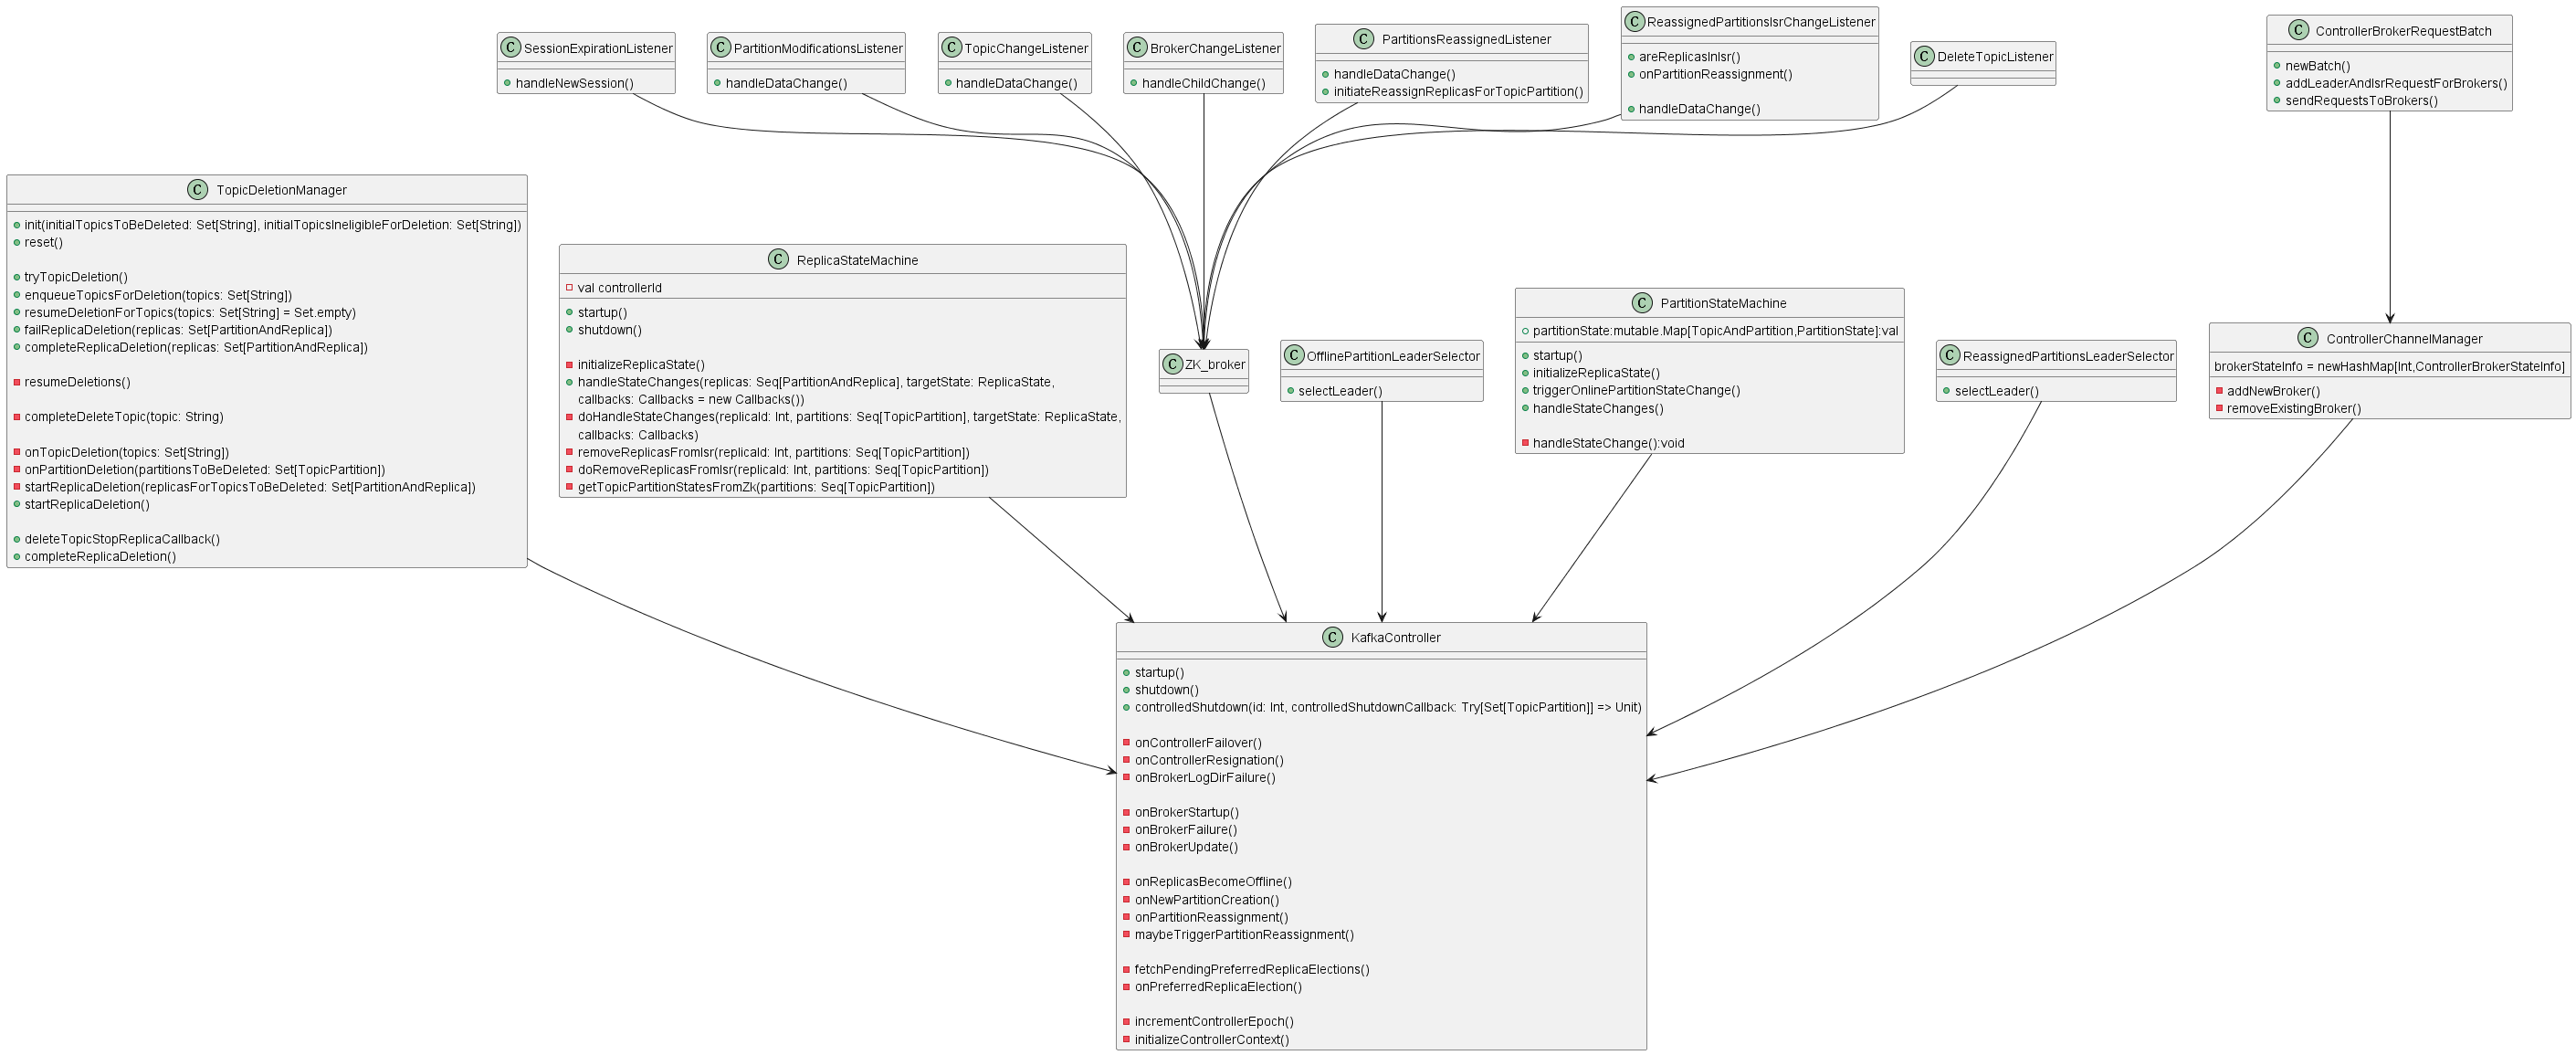 C SessionExpirationListener
handleNewSession()
C PartitionModificationsListener
handleDataChange()
C TopicChangeListener
handleDataChange()
C BrokerChangeListener
handleChildChange()
C PartitionsReassignedListener
handleDataChange()
initiateReassignReplicasForTopicPartition()
C ReassignedPartitionsIsrChangeListener
areReplicasInIsr()
onPartitionReassignment()
handleDataChange()
C DeleteTopicListener
C ControllerBrokerRequestBatch
newBatch()
addLeaderAndIsrRequestForBrokers()
sendRequestsToBrokers()
C TopicDeletionManager
init(initialTopicsToBeDeleted: Set[String], initialTopicsIneligibleForDeletion: Set[String])
reset()
tryTopicDeletion()
enqueueTopicsForDeletion(topics: Set[String])
resumeDeletionForTopics(topics: Set[String] = Set.empty)
failReplicaDeletion(replicas: Set[PartitionAndReplica])
completeReplicaDeletion(replicas: Set[PartitionAndReplica])
resumeDeletions()
completeDeleteTopic(topic: String)
onTopicDeletion(topics: Set[String])
onPartitionDeletion(partitionsToBeDeleted: Set[TopicPartition])
startReplicaDeletion(replicasForTopicsToBeDeleted: Set[PartitionAndReplica])
startReplicaDeletion()
deleteTopicStopReplicaCallback()
completeReplicaDeletion()
C ReplicaStateMachine
val controllerId
startup()
shutdown()
initializeReplicaState()
handleStateChanges(replicas: Seq[PartitionAndReplica], targetState: ReplicaState,
callbacks: Callbacks = new Callbacks())
doHandleStateChanges(replicaId: Int, partitions: Seq[TopicPartition], targetState: ReplicaState,
callbacks: Callbacks)
removeReplicasFromIsr(replicaId: Int, partitions: Seq[TopicPartition])
doRemoveReplicasFromIsr(replicaId: Int, partitions: Seq[TopicPartition])
getTopicPartitionStatesFromZk(partitions: Seq[TopicPartition])
C ZK_broker
C OfflinePartitionLeaderSelector
selectLeader()
C PartitionStateMachine
partitionState:mutable.Map[TopicAndPartition,PartitionState]:val
startup()
initializeReplicaState()
triggerOnlinePartitionStateChange()
handleStateChanges()
handleStateChange():void
C ReassignedPartitionsLeaderSelector
selectLeader()
C ControllerChannelManager
brokerStateInfo = newHashMap[Int,ControllerBrokerStateInfo]
addNewBroker()
removeExistingBroker()
C KafkaController
startup()
shutdown()
controlledShutdown(id: Int, controlledShutdownCallback: Try[Set[TopicPartition]] => Unit)
onControllerFailover()
onControllerResignation()
onBrokerLogDirFailure()
onBrokerStartup()
onBrokerFailure()
onBrokerUpdate()
onReplicasBecomeOffline()
onNewPartitionCreation()
onPartitionReassignment()
maybeTriggerPartitionReassignment()
fetchPendingPreferredReplicaElections()
onPreferredReplicaElection()
incrementControllerEpoch()
initializeControllerContext()